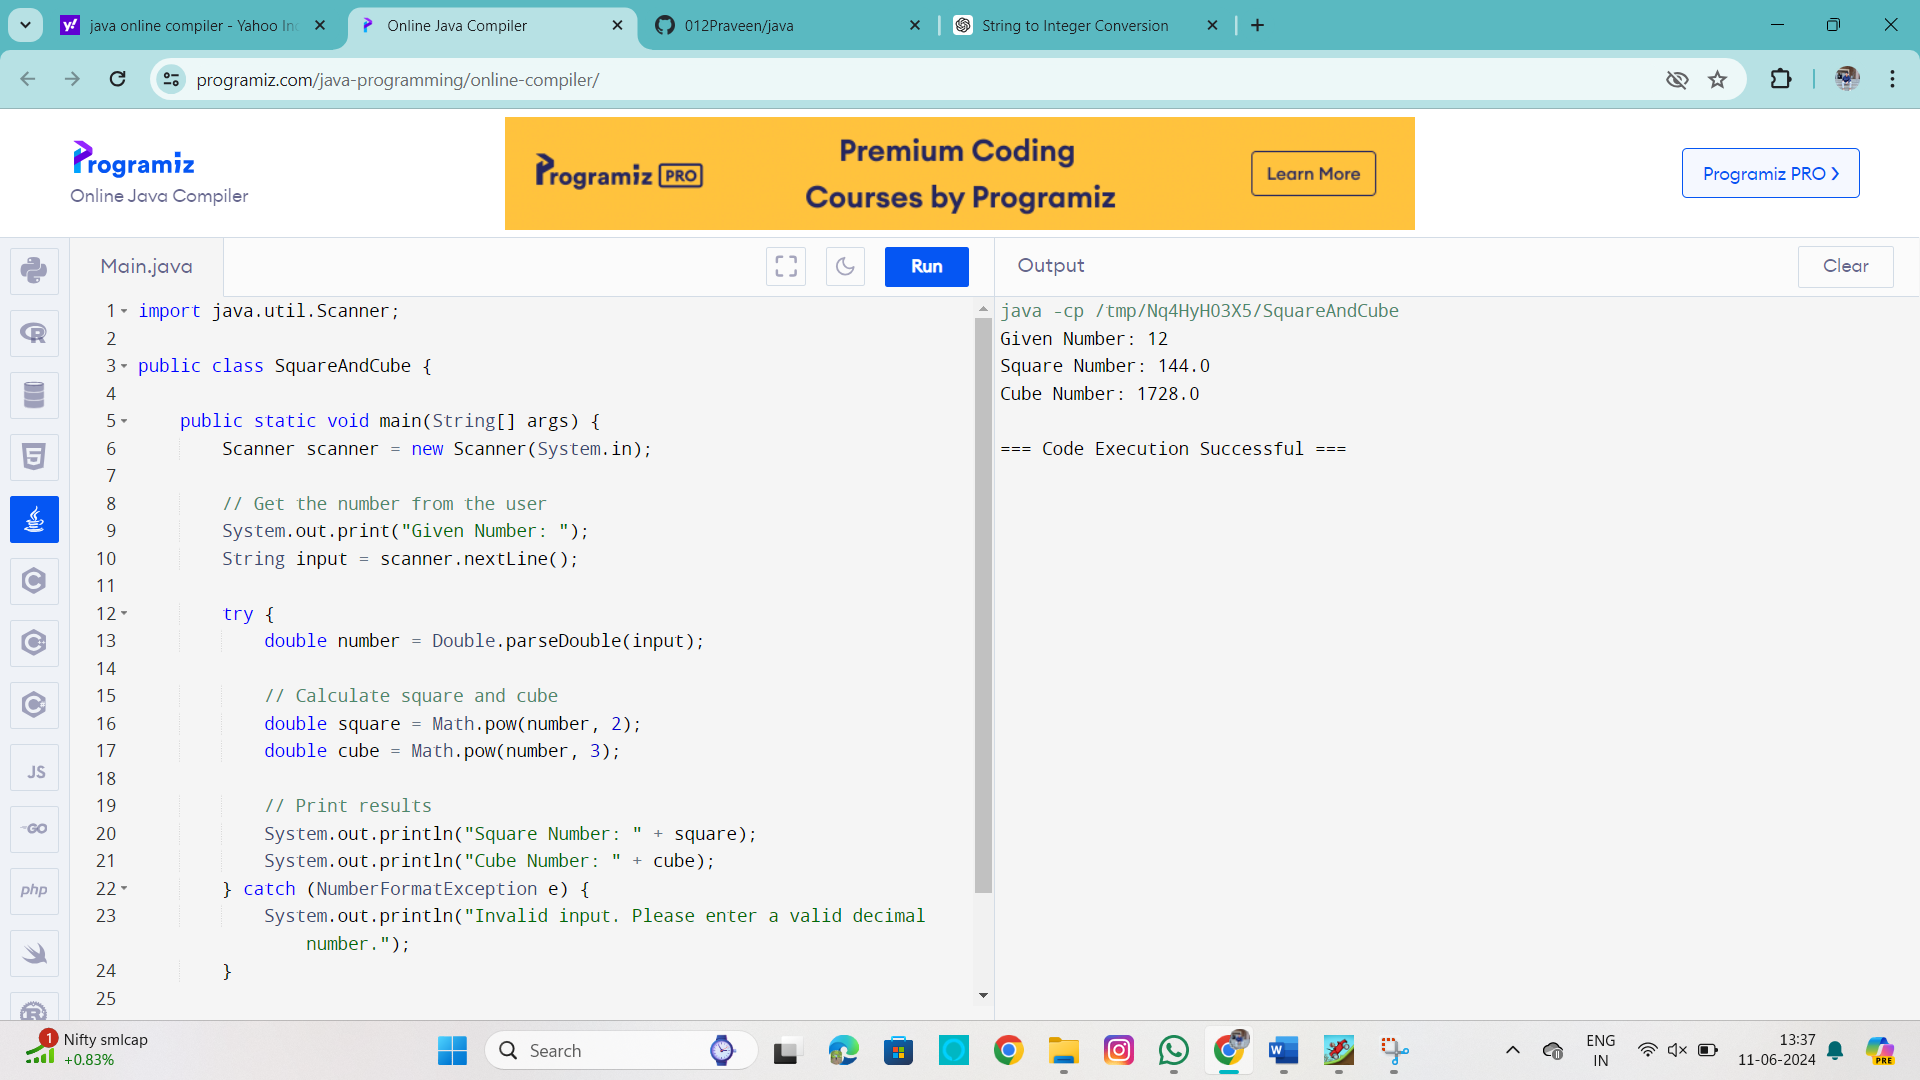 java online compiler - Yahoo In
Online Java Compiler
012Praveen/java
String to Integer Conversion
programiz.com/java-programming/online-compiler/
Programiz
Online Java Compiler
Programiz PRO
Premium Coding
Courses by Programiz
Learn More
Programiz PRO
Main.java
Run
Output
Clear
1 import java.util.Scanner;
2
3 public class SquareAndCube {
4
5 public static void main(String[] args) {
6 Scanner scanner = new Scanner(System.in);
7
8 // Get the number from the user
9 System.out.print("Given Number: ");
10 String input = scanner.nextLine();
11
12 try {
13 double number = Double.parseDouble(input);
14
15 // Calculate square and cube
16 double square = Math.pow(number, 2);
17 double cube = Math.pow(number, 3);
18
19 // Print results
20 System.out.println("Square Number: " + square);
21 System.out.println("Cube Number: " + cube);
22 } catch (NumberFormatException e) {
23 System.out.println("Invalid input. Please enter a valid decimal
number.");
24 }
25
java -cp /tmp/Nq4HyHO3X5/SquareAndCube
Given Number: 12
Square Number: 144.0
Cube Number: 1728.0
=== Code Execution Successful ===
JS
GO
php
1
Nifty smlcap
+0.83%
Search
ENG
IN
13:37
11-06-2024
PRE